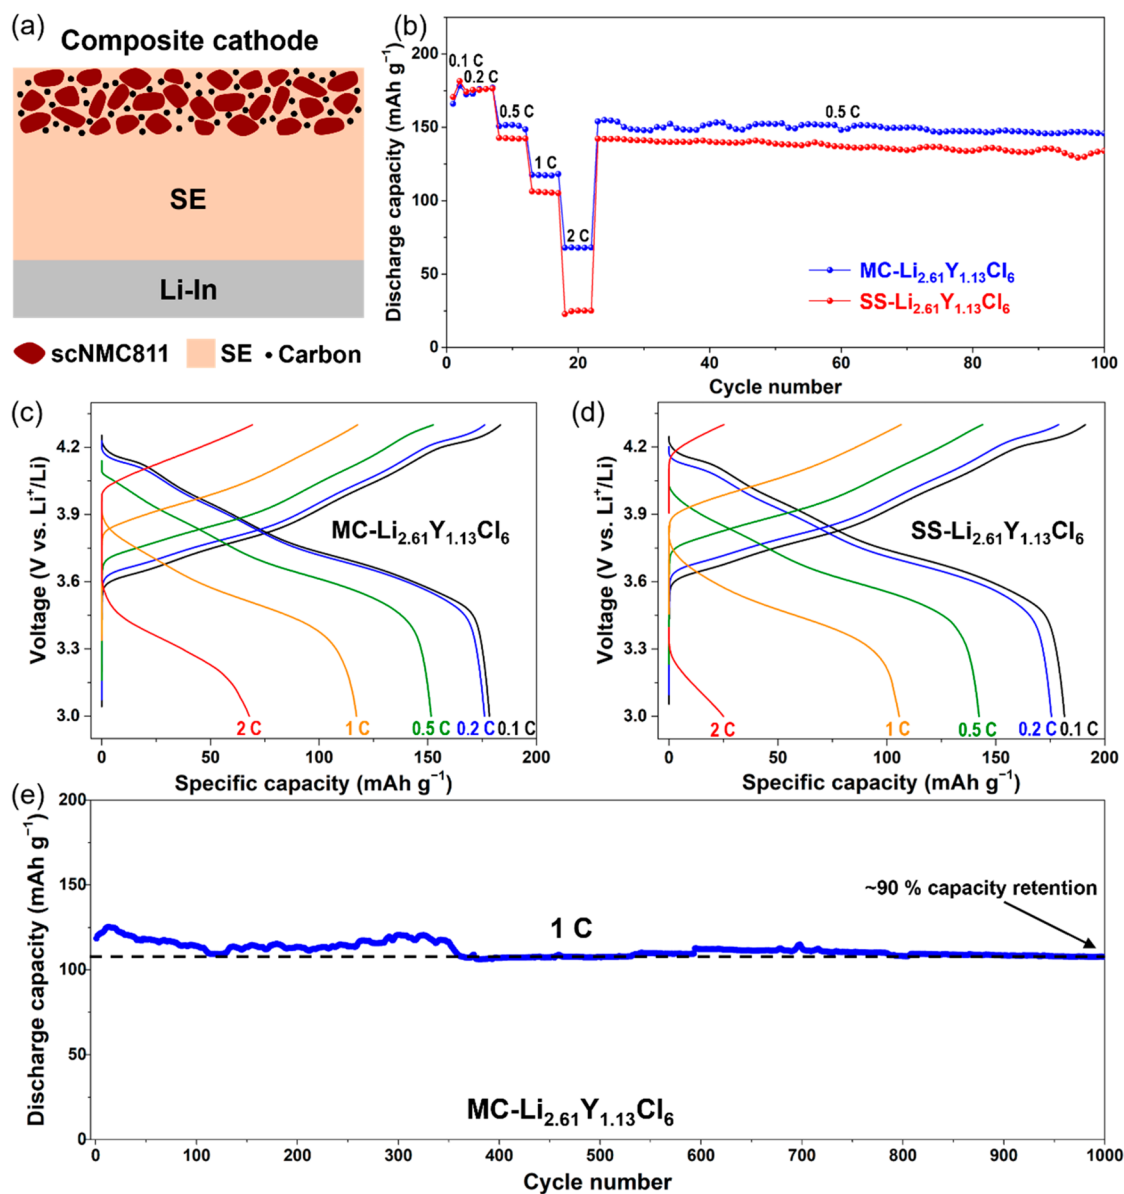 (a)
Composite cathode
SE
Li-In
scNMC811 SE Carbon
(b)
Discharge capacity (mAh g⁻¹)
200
150
100
50
0
0.1 C
0.2 C
0.5 C
1 C
2 C
0.5 C
MC-Li₂.₆₁Y₁.₁₃Cl₆
SS-Li₂.₆₁Y₁.₁₃Cl₆
0 20 40 60 80 100
Cycle number
(c)
Voltage (V vs. Li⁺/Li)
4.2
3.9
3.6
3.3
3.0
MC-Li₂.₆₁Y₁.₁₃Cl₆
2 C 1 C 0.5 C 0.2 C 0.1 C
0 50 100 150 200
Specific capacity (mAh g⁻¹)
(d)
Voltage (V vs. Li⁺/Li)
4.2
3.9
3.6
3.3
3.0
SS-Li₂.₆₁Y₁.₁₃Cl₆
2 C 1 C 0.5 C 0.2 C 0.1 C
0 50 100 150 200
Specific capacity (mAh g⁻¹)
(e)
Discharge capacity (mAh g⁻¹)
200
150
100
50
0
~90 % capacity retention
1 C
MC-Li₂.₆₁Y₁.₁₃Cl₆
0 100 200 300 400 500 600 700 800 900 1000
Cycle number